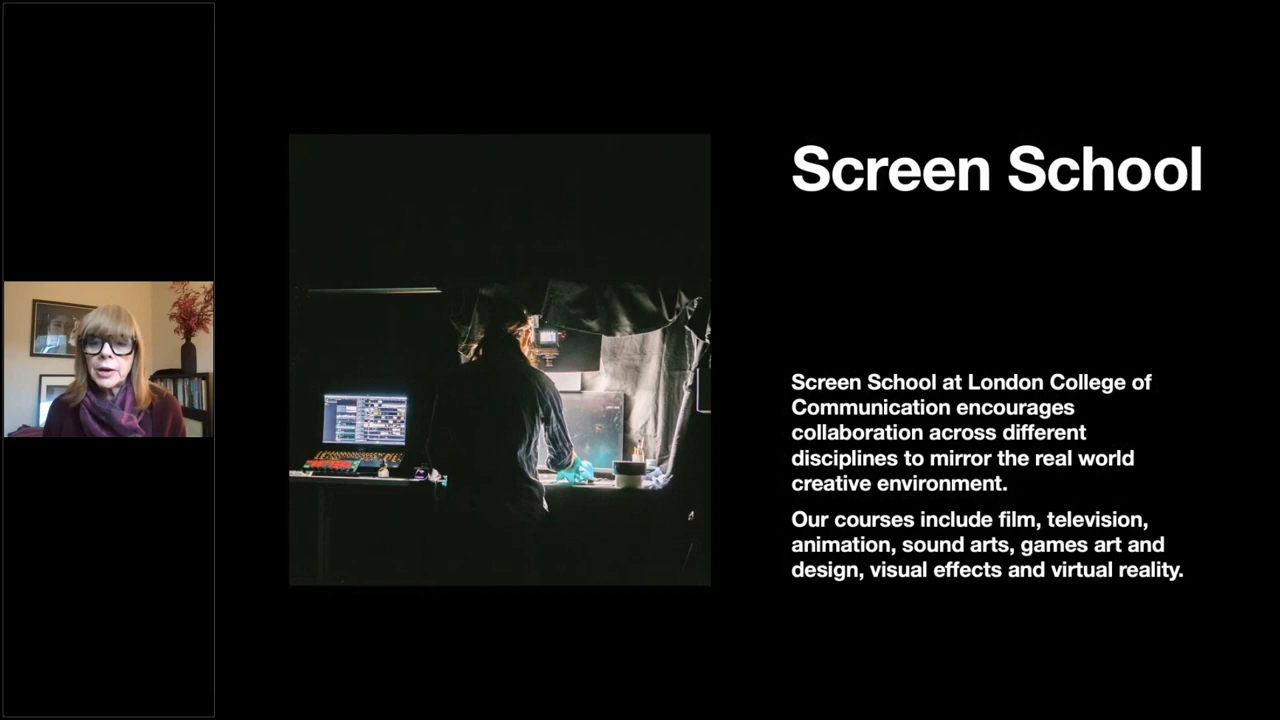 Screen School
Screen School at London College of
Communication encourages
collaboration across different
disciplines to mirror the real world
creative environment.
Our courses include film, television,
animation, sound arts, games art and
design, visual effects and virtual reality.